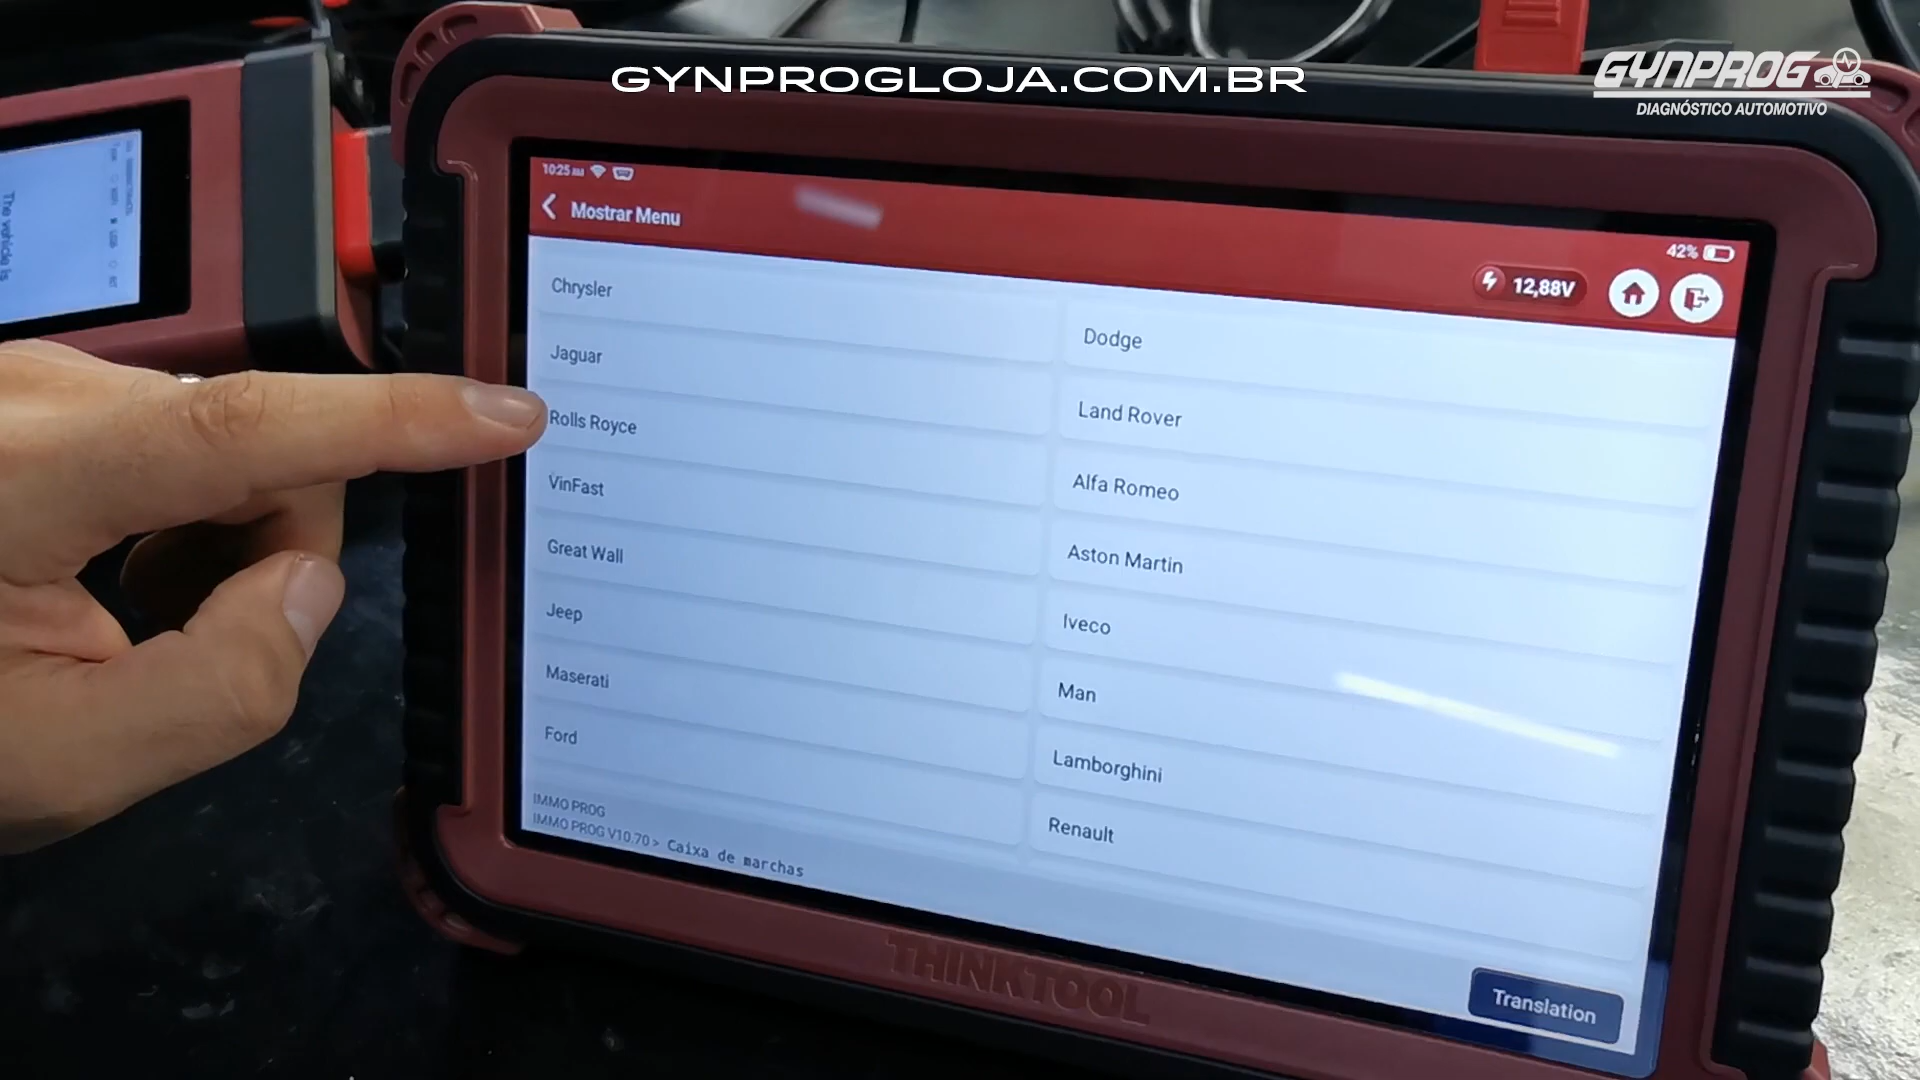 GYNPROGLOJA.COM.BR
GYNPROG
DIAGNÓSTICO AUTOMOTIVO
10:25 AM
42%
Mostrar Menu
12,88V
Chrysler
Dodge
Jaguar
Land Rover
Rolls Royce
Alfa Romeo
VinFast
Aston Martin
Great Wall
Iveco
Jeep
Man
Maserati
Lamborghini
Ford
Renault
IMMO PROG
IMMO PROG V10.70 > Caixa de marchas
Translation
THINKTOOL
The vehicle is